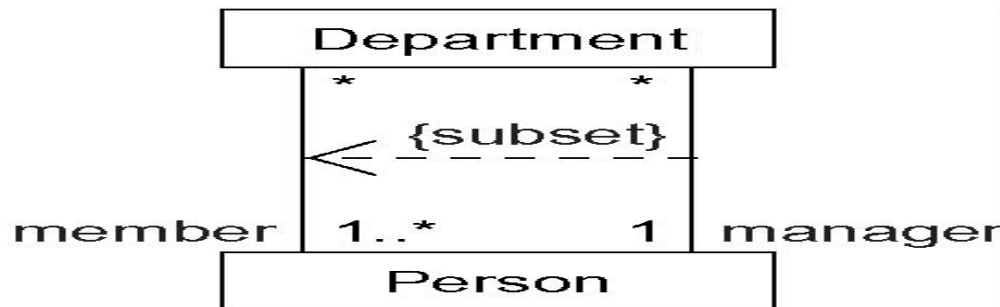 Department
* *
{subset}
member 1..* 1 manager
Person